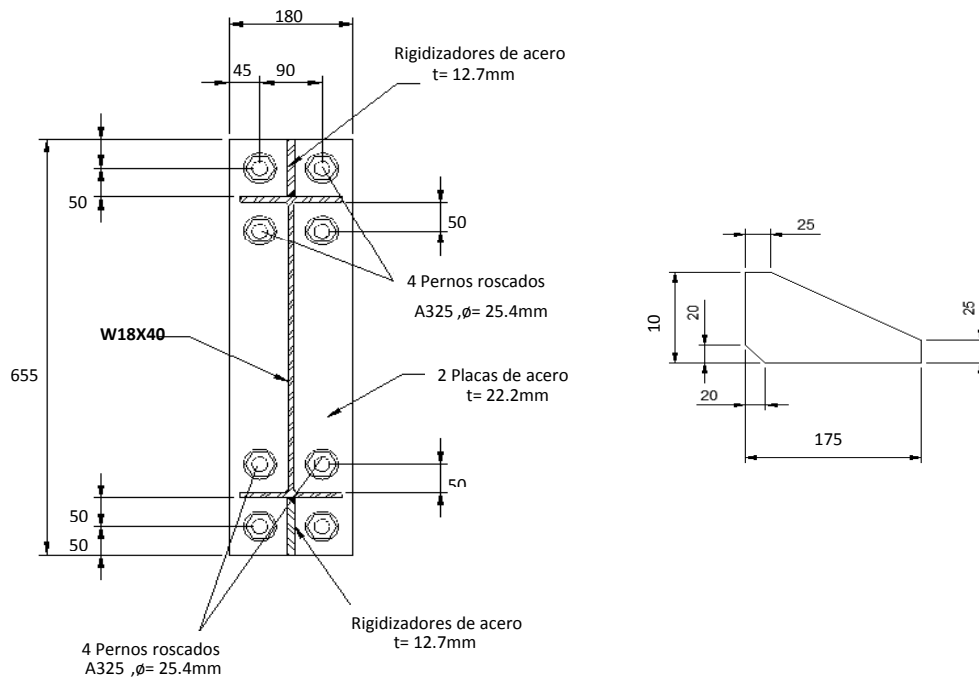 180
45
90
Rigidizadores de acero
t= 12.7mm
50
50
4 Pernos roscados
A325 ,ø= 25.4mm
W18X40
655
2 Placas de acero
t= 22.2mm
50
50
50
Rigidizadores de acero
t= 12.7mm
4 Pernos roscados
A325 ,ø= 25.4mm
25
10
20
25
20
175